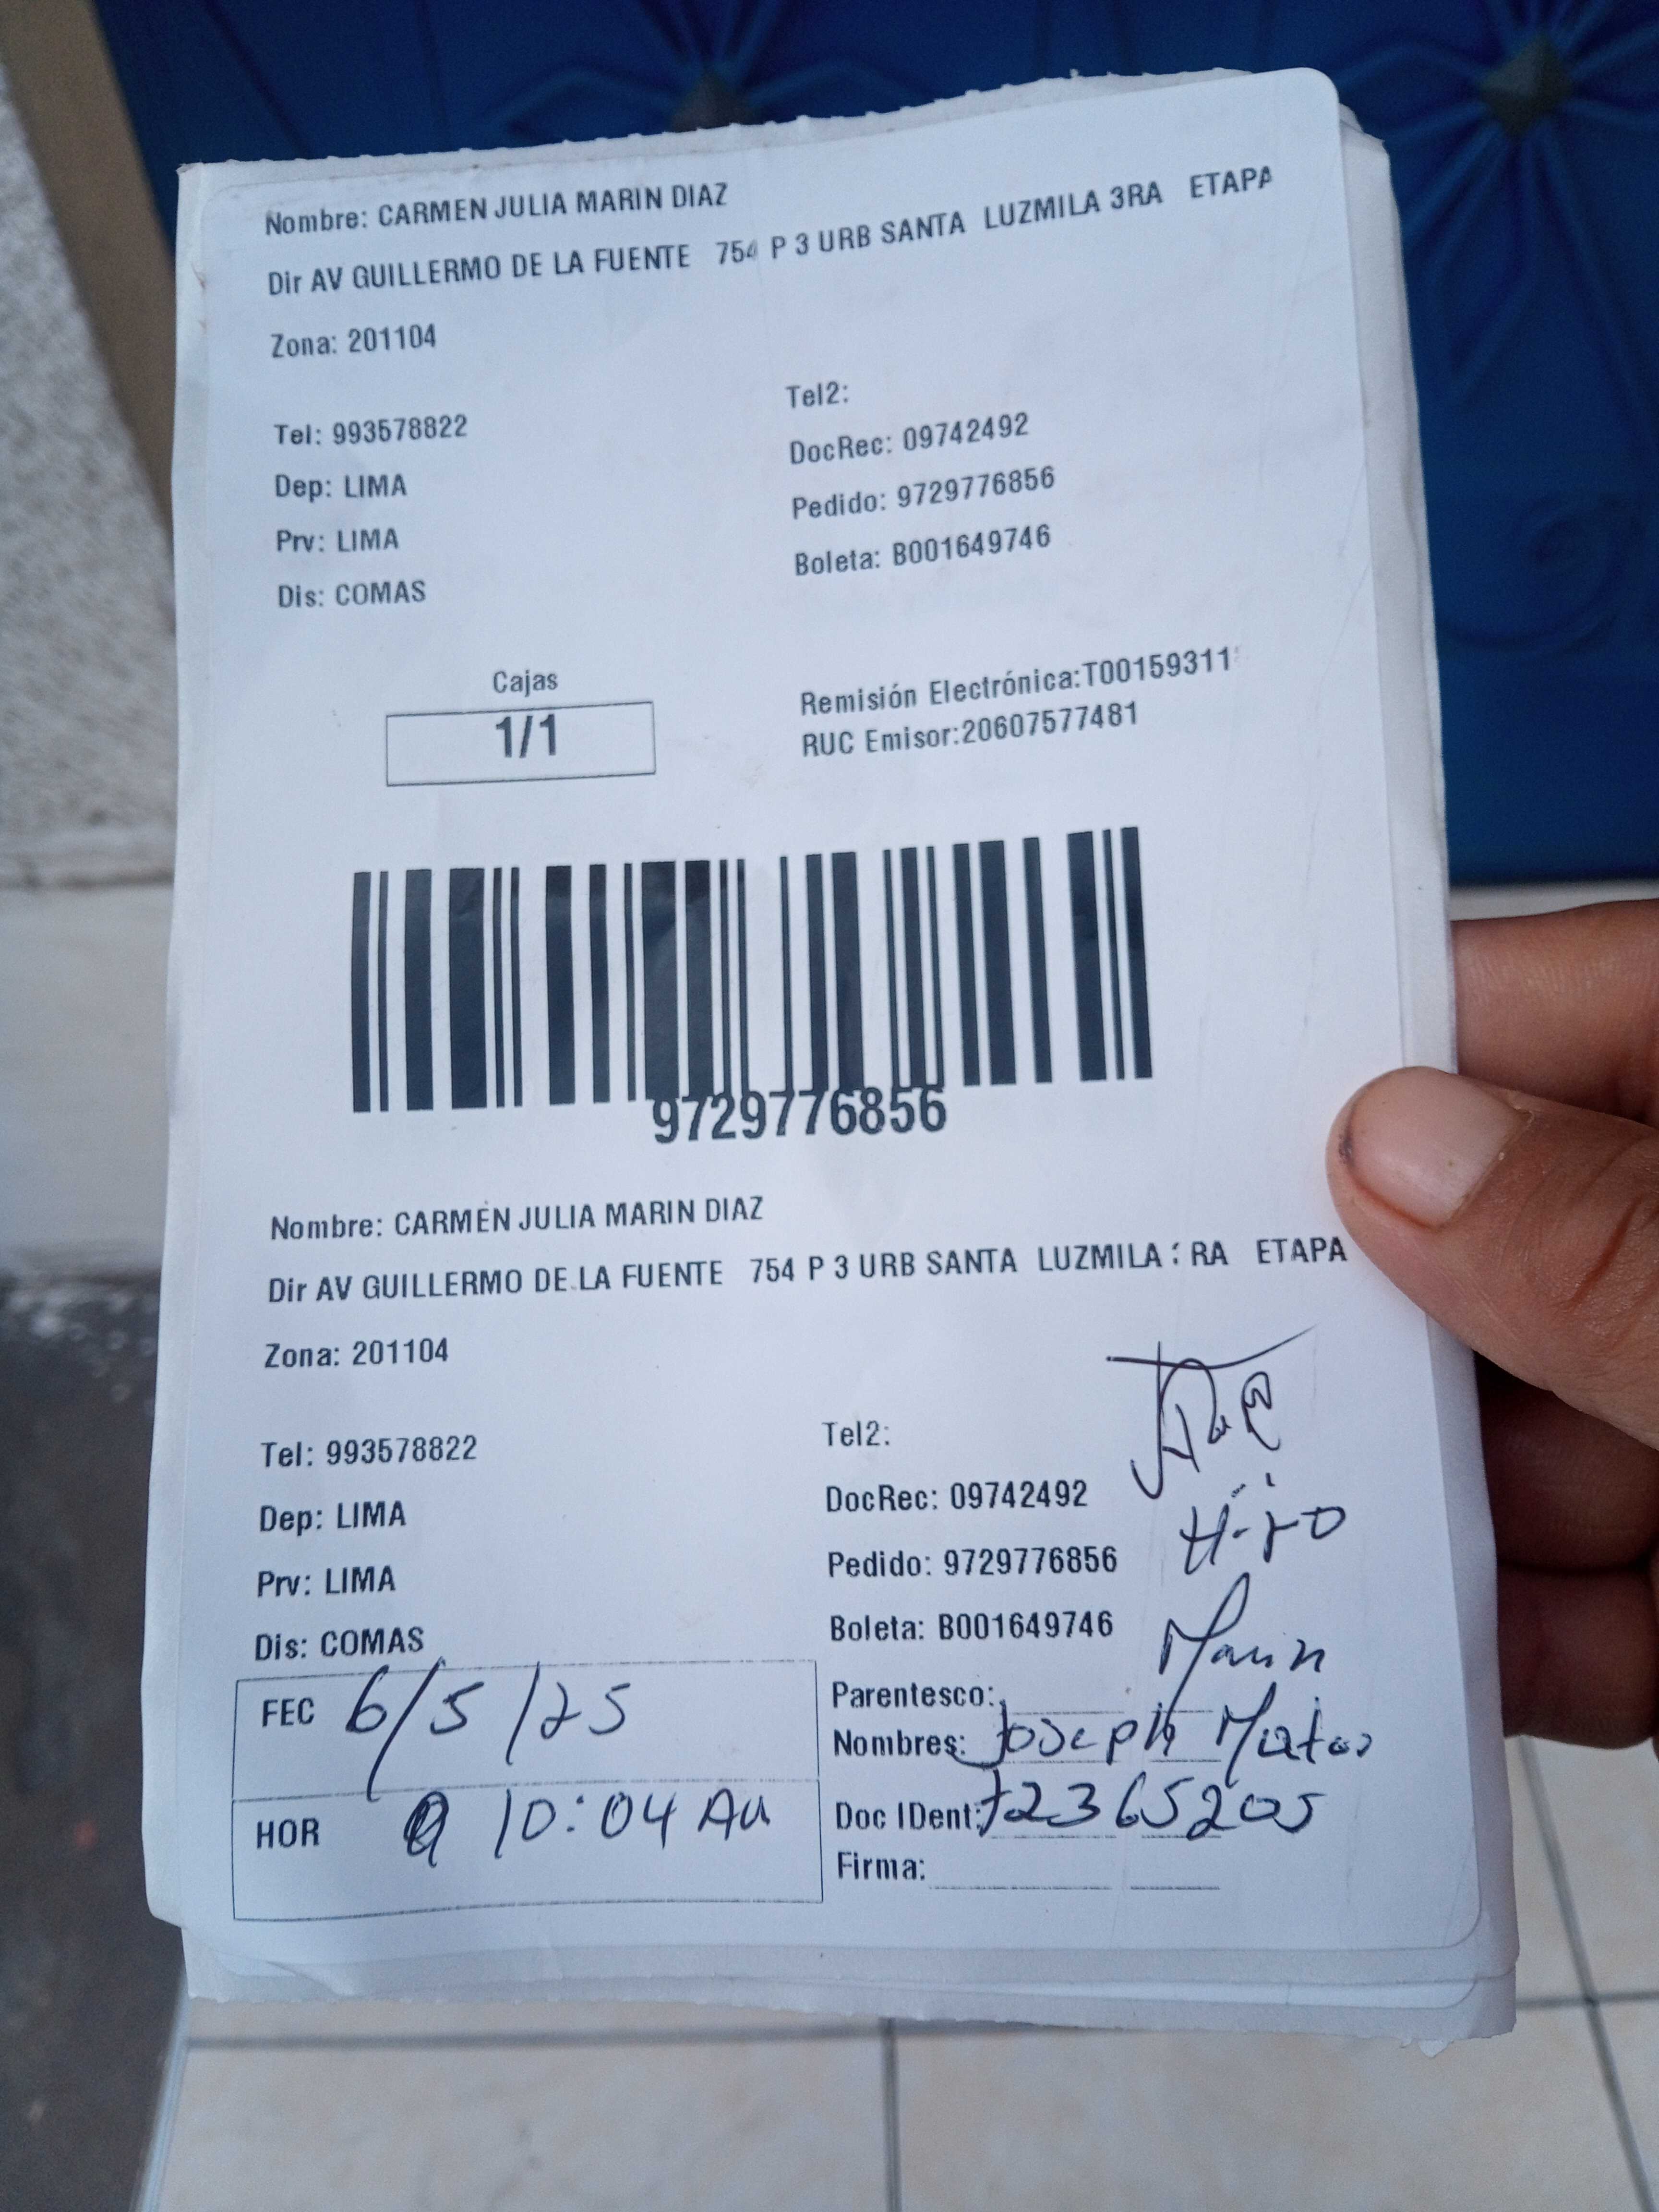 Nombre: CARMEN JULIA MARIN DIAZ
Dir AV GUILLERMO DE LA FUENTE 754 P 3 URB SANTA LUZMILA 3RA ETAPA
Zona: 201104
Tel: 993578822
Dep: LIMA
Prv: LIMA
Dis: COMAS
Tel2:
DocRec: 09742492
Pedido: 9729776856
Boleta: B001649746
Cajas
1/1
Remisión Electrónica:T00159311
RUC Emisor:20607577481
9729776856
Nombre: CARMEN JULIA MARIN DIAZ
Dir AV GUILLERMO DE LA FUENTE 754 P 3 URB SANTA LUZMILA RA ETAPA
Zona: 201104
Tel: 993578822
Dep: LIMA
Prv: LIMA
Dis: COMAS
FEC 6/5/25
HOR 10:04 AM
Tel2:
DocRec: 09742492
Pedido: 9729776856
Boleta: B001649746
Hijo
Marin
Parentesco:
Nombres: Joseph Matos
Doc IDent: 72365205
Firma: